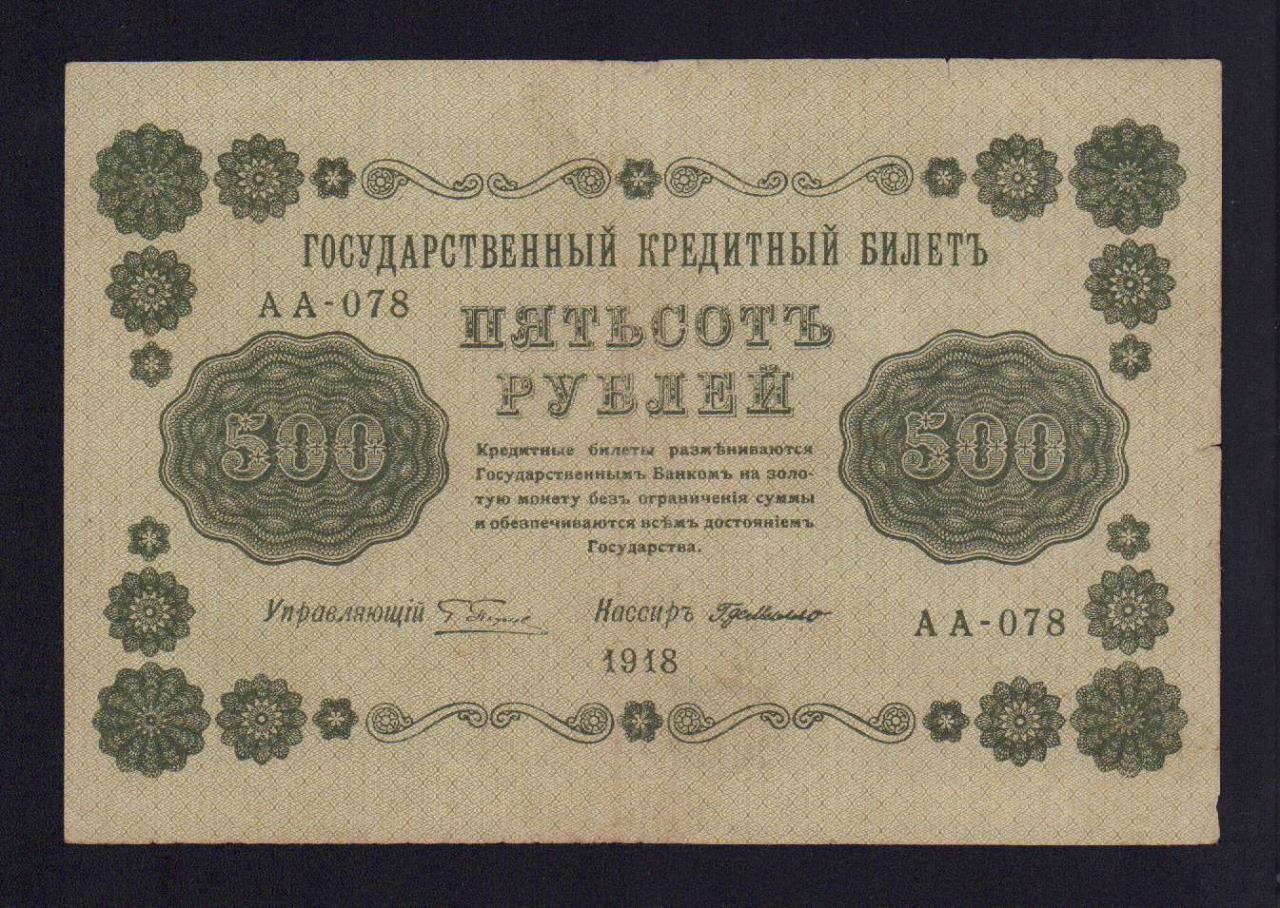 ГОСУДАРСТВЕННЫЙ КРЕДИТНЫЙ БИЛЕТЪ
АА-078
ПЯТЬСОТЪ
РУБЛЕЙ
500
500
Кредитные билеты размѣниваются
Государственнымъ Банкомъ на золо-
тую монету безъ ограниченія суммы
и обезпечиваются всѣмъ достояніемъ
Государства.
Управляющій
Кассиръ
АА-078
1918